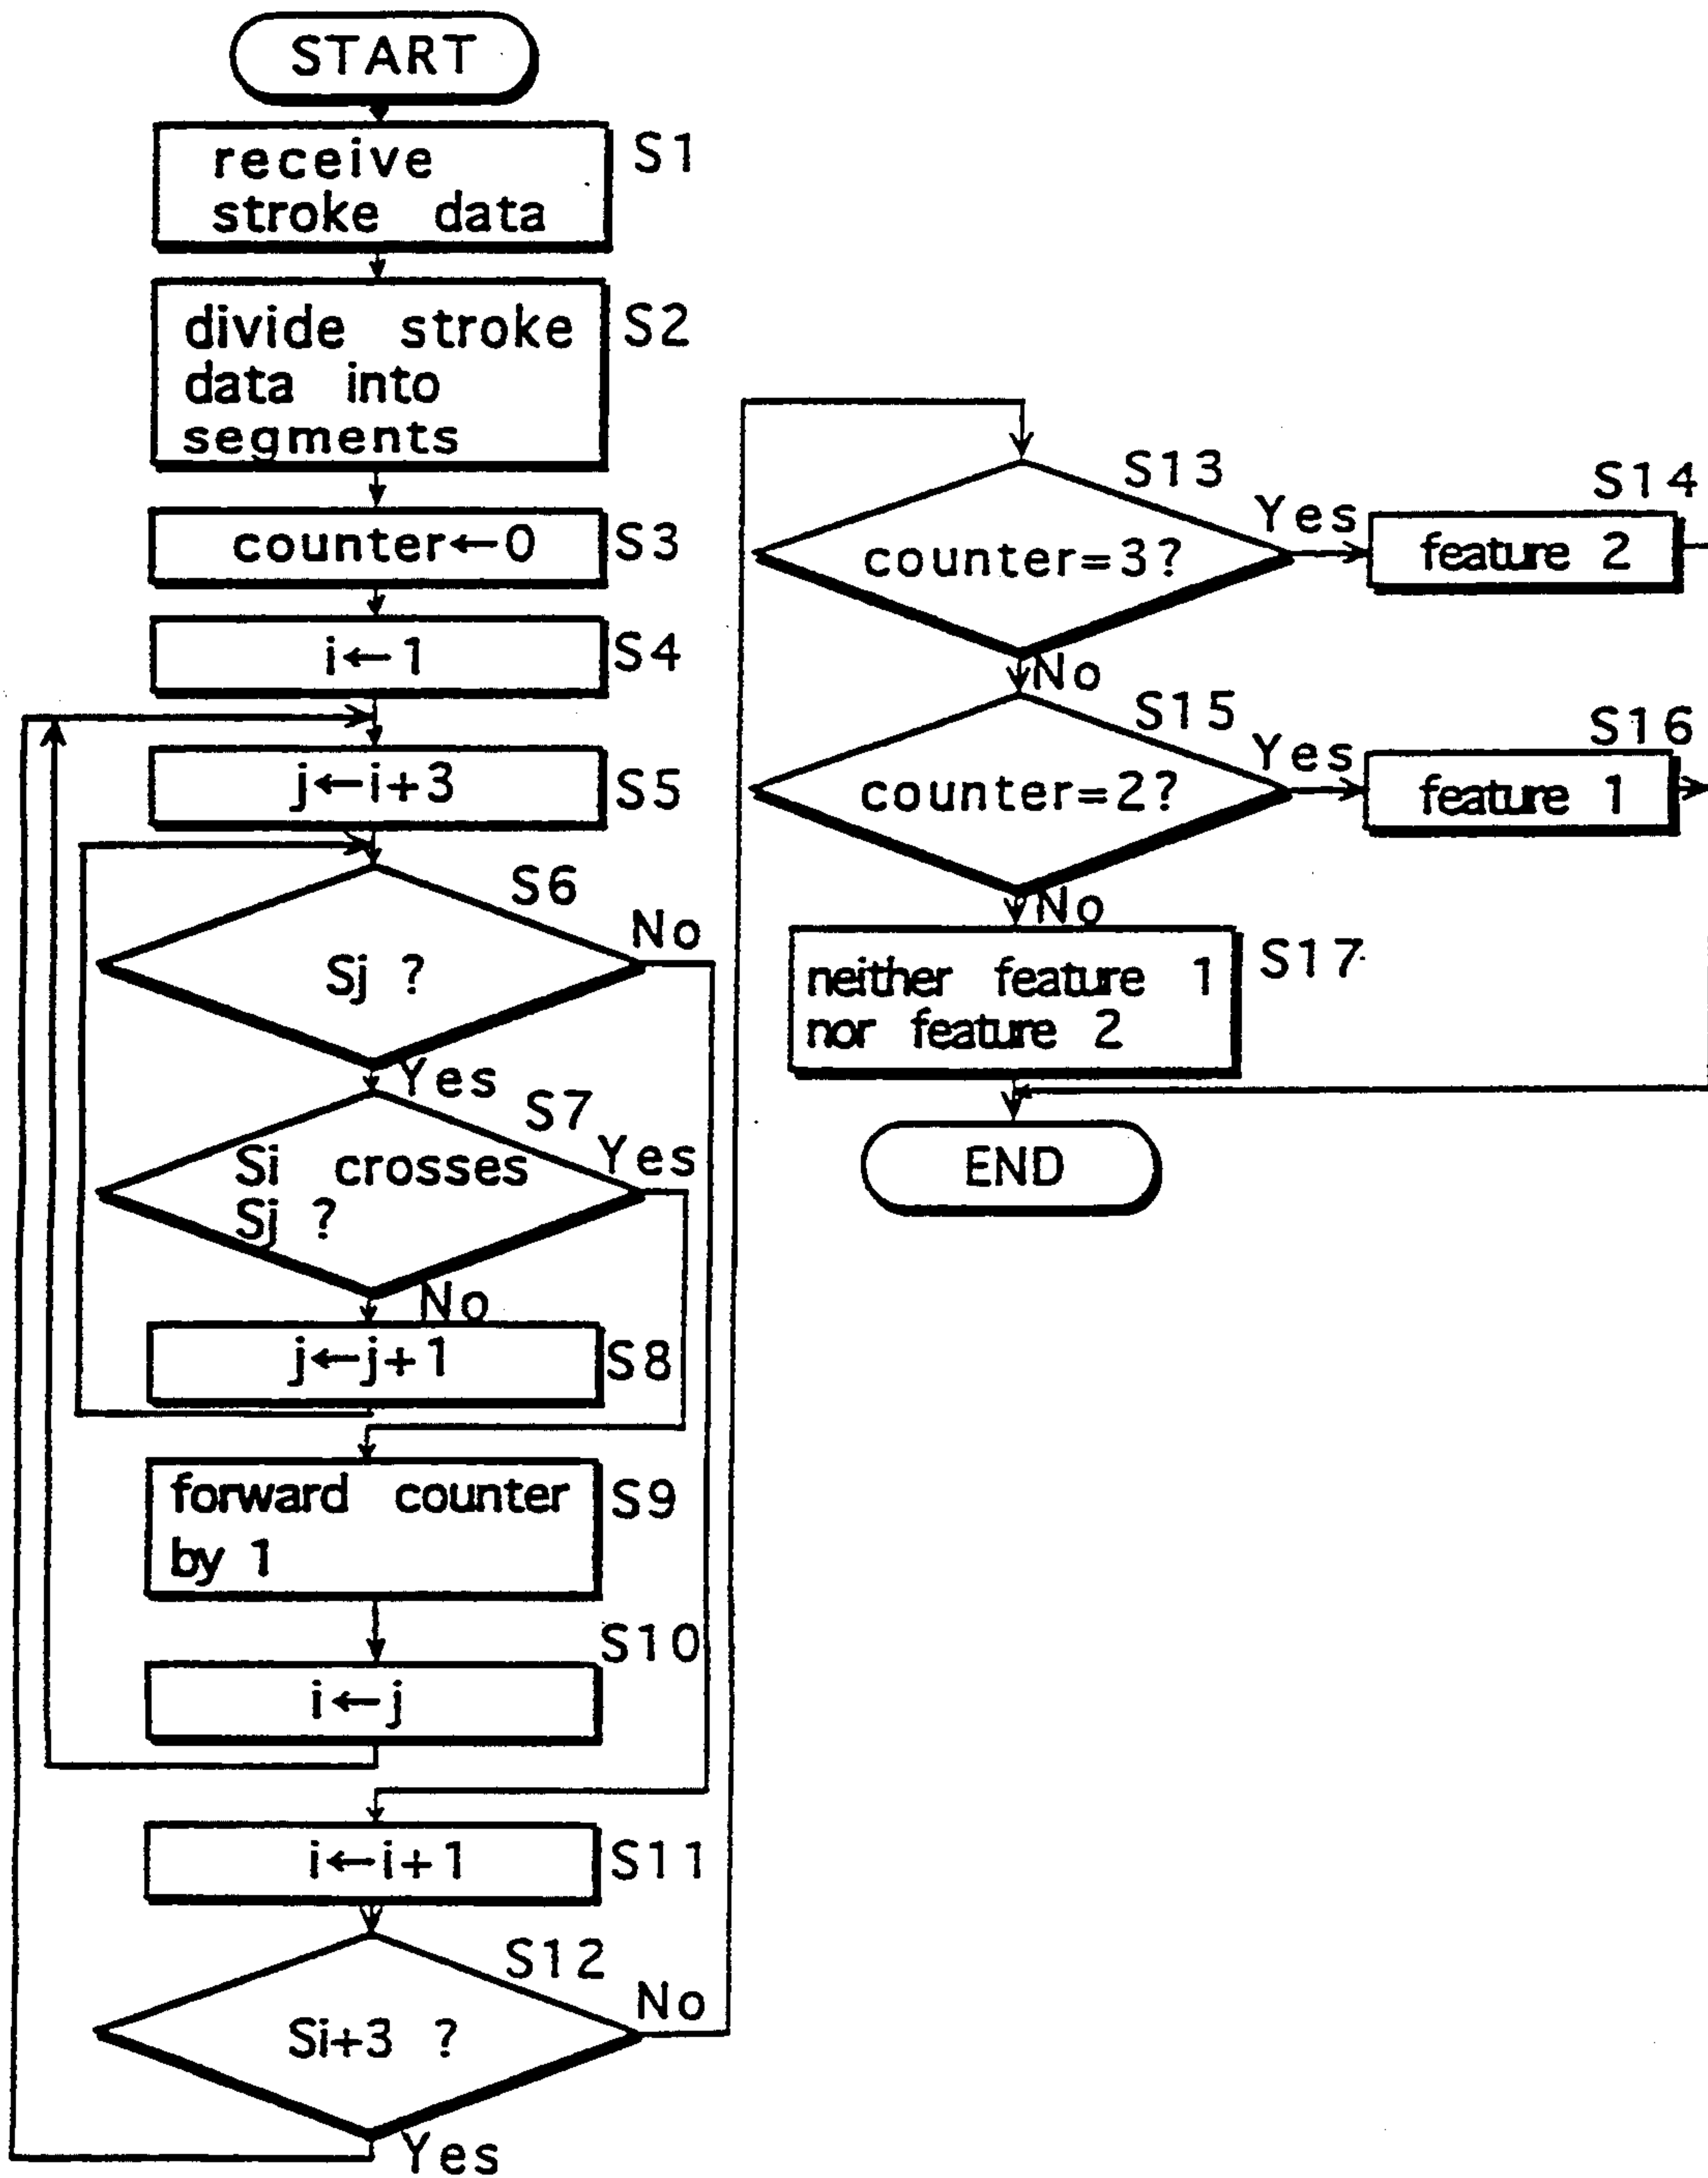 START
receive
stroke data
S1
divide stroke
data into
segments
S2
counter←0
S3
i←1
S4
j←i+3
S5
Sj ?
S6
No
Yes
Si crosses
Sj ?
S7
Yes
No
j←j+1
S8
forward counter
by 1
S9
i←j
S10
i←i+1
S11
Si+3 ?
S12
No
Yes
counter=3?
S13
Yes
No
feature 2
S14
counter=2?
S15
Yes
No
feature 1
S16
neither feature 1
nor feature 2
S17
END